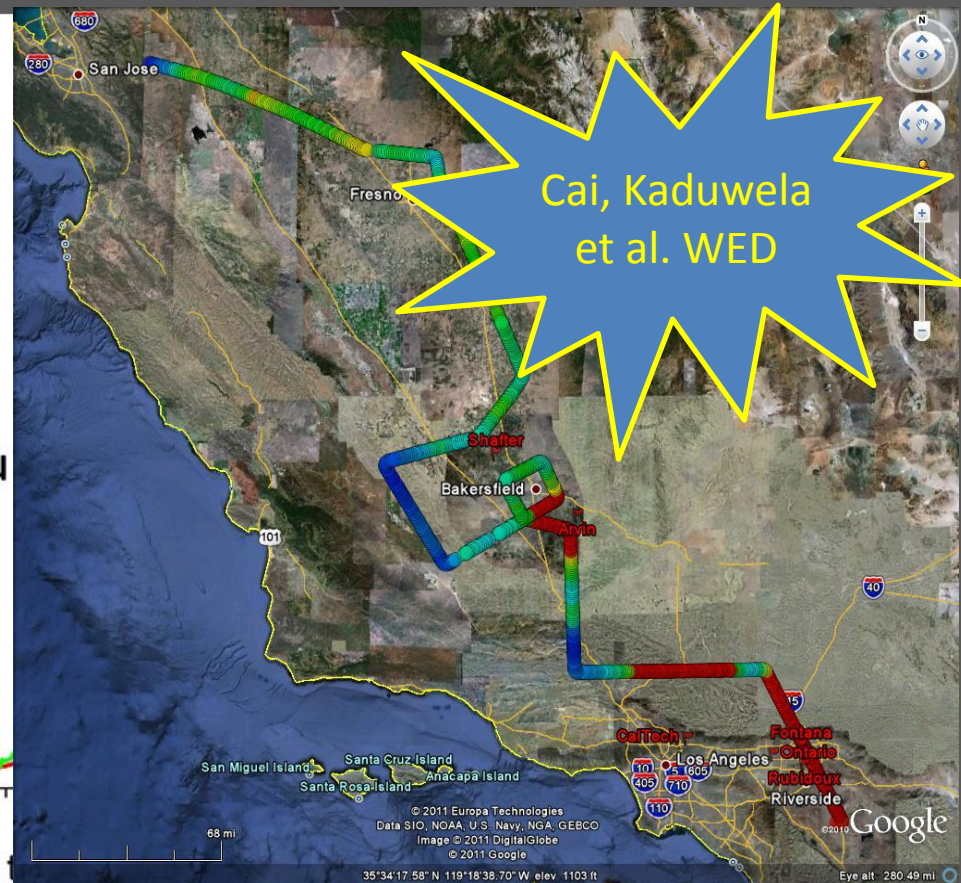 680
280
San Jose
N
Fresno
Cai, Kaduwela
et al. WED
Shafter
Bakersfield
Arvin
101
40
15
Fontana
CalTech
Ontario
Los Angeles
10
5
605
405
710
Rubidoux
Riverside
110
San Miguel Island
Santa Cruz Island
Anacapa Island
Santa Rosa Island
© 2011 Europa Technologies
Data SIO, NOAA, U.S. Navy, NGA, GEBCO
Image © 2011 DigitalGlobe
© 2011 Google
©2010 Google
68 mi
35°34'17.58" N 119°18'38.70" W elev 1103 ft
Eye alt 280.49 mi